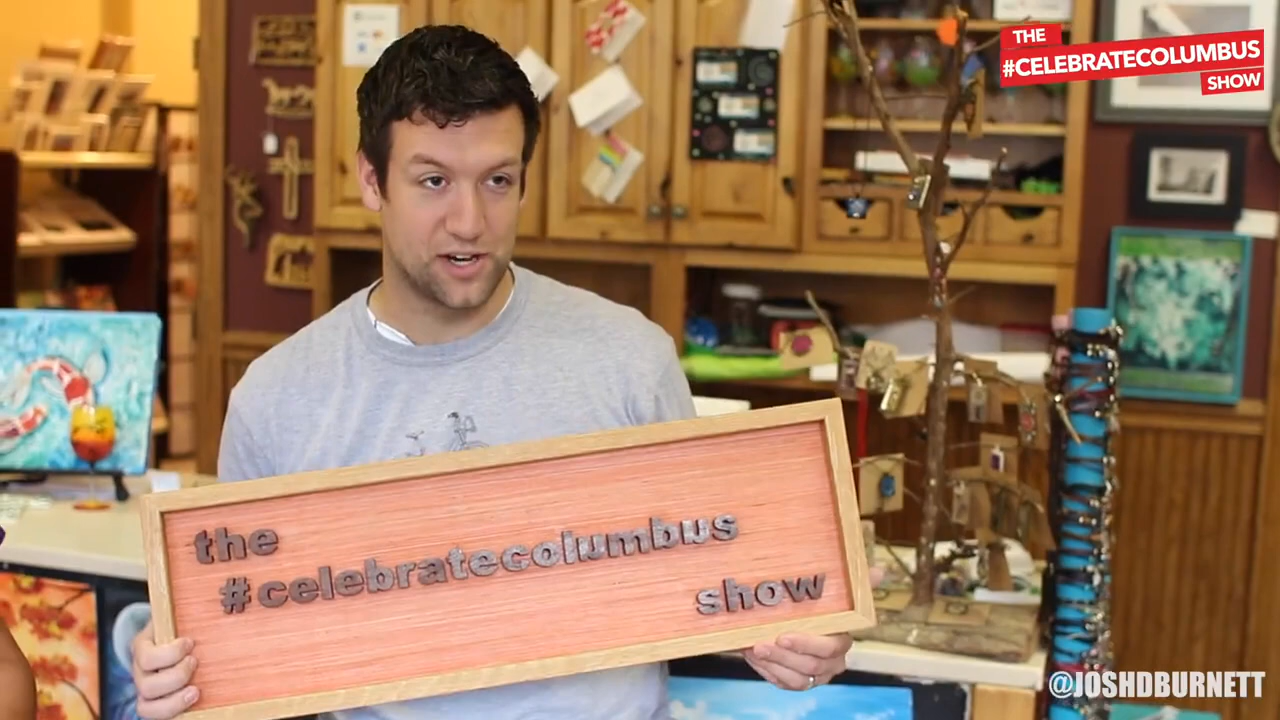 THE
#CELEBRATECOLUMBUS
SHOW
the
#celebratecolumbus
show
@JOSHDBURNETT